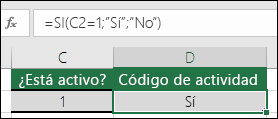 fx =SI(C2=1;"Sí";"No")
C D
¿Está activo? Código de actividad
1 Sí